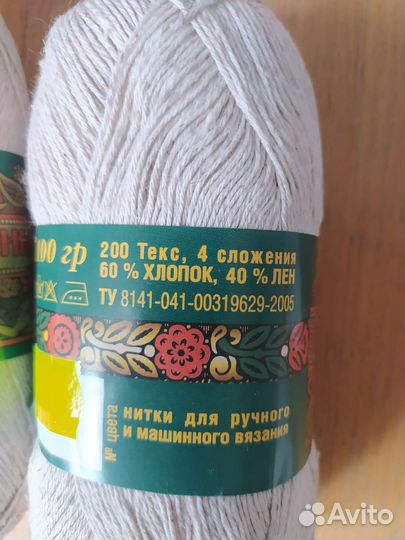 100 гр
200 Текс, 4 сложения
60 % ХЛОПОК, 40 % ЛЕН
ТУ 8141-041-00319629-2005
№ цвета
нитки для ручного
и машинного вязания
Avito